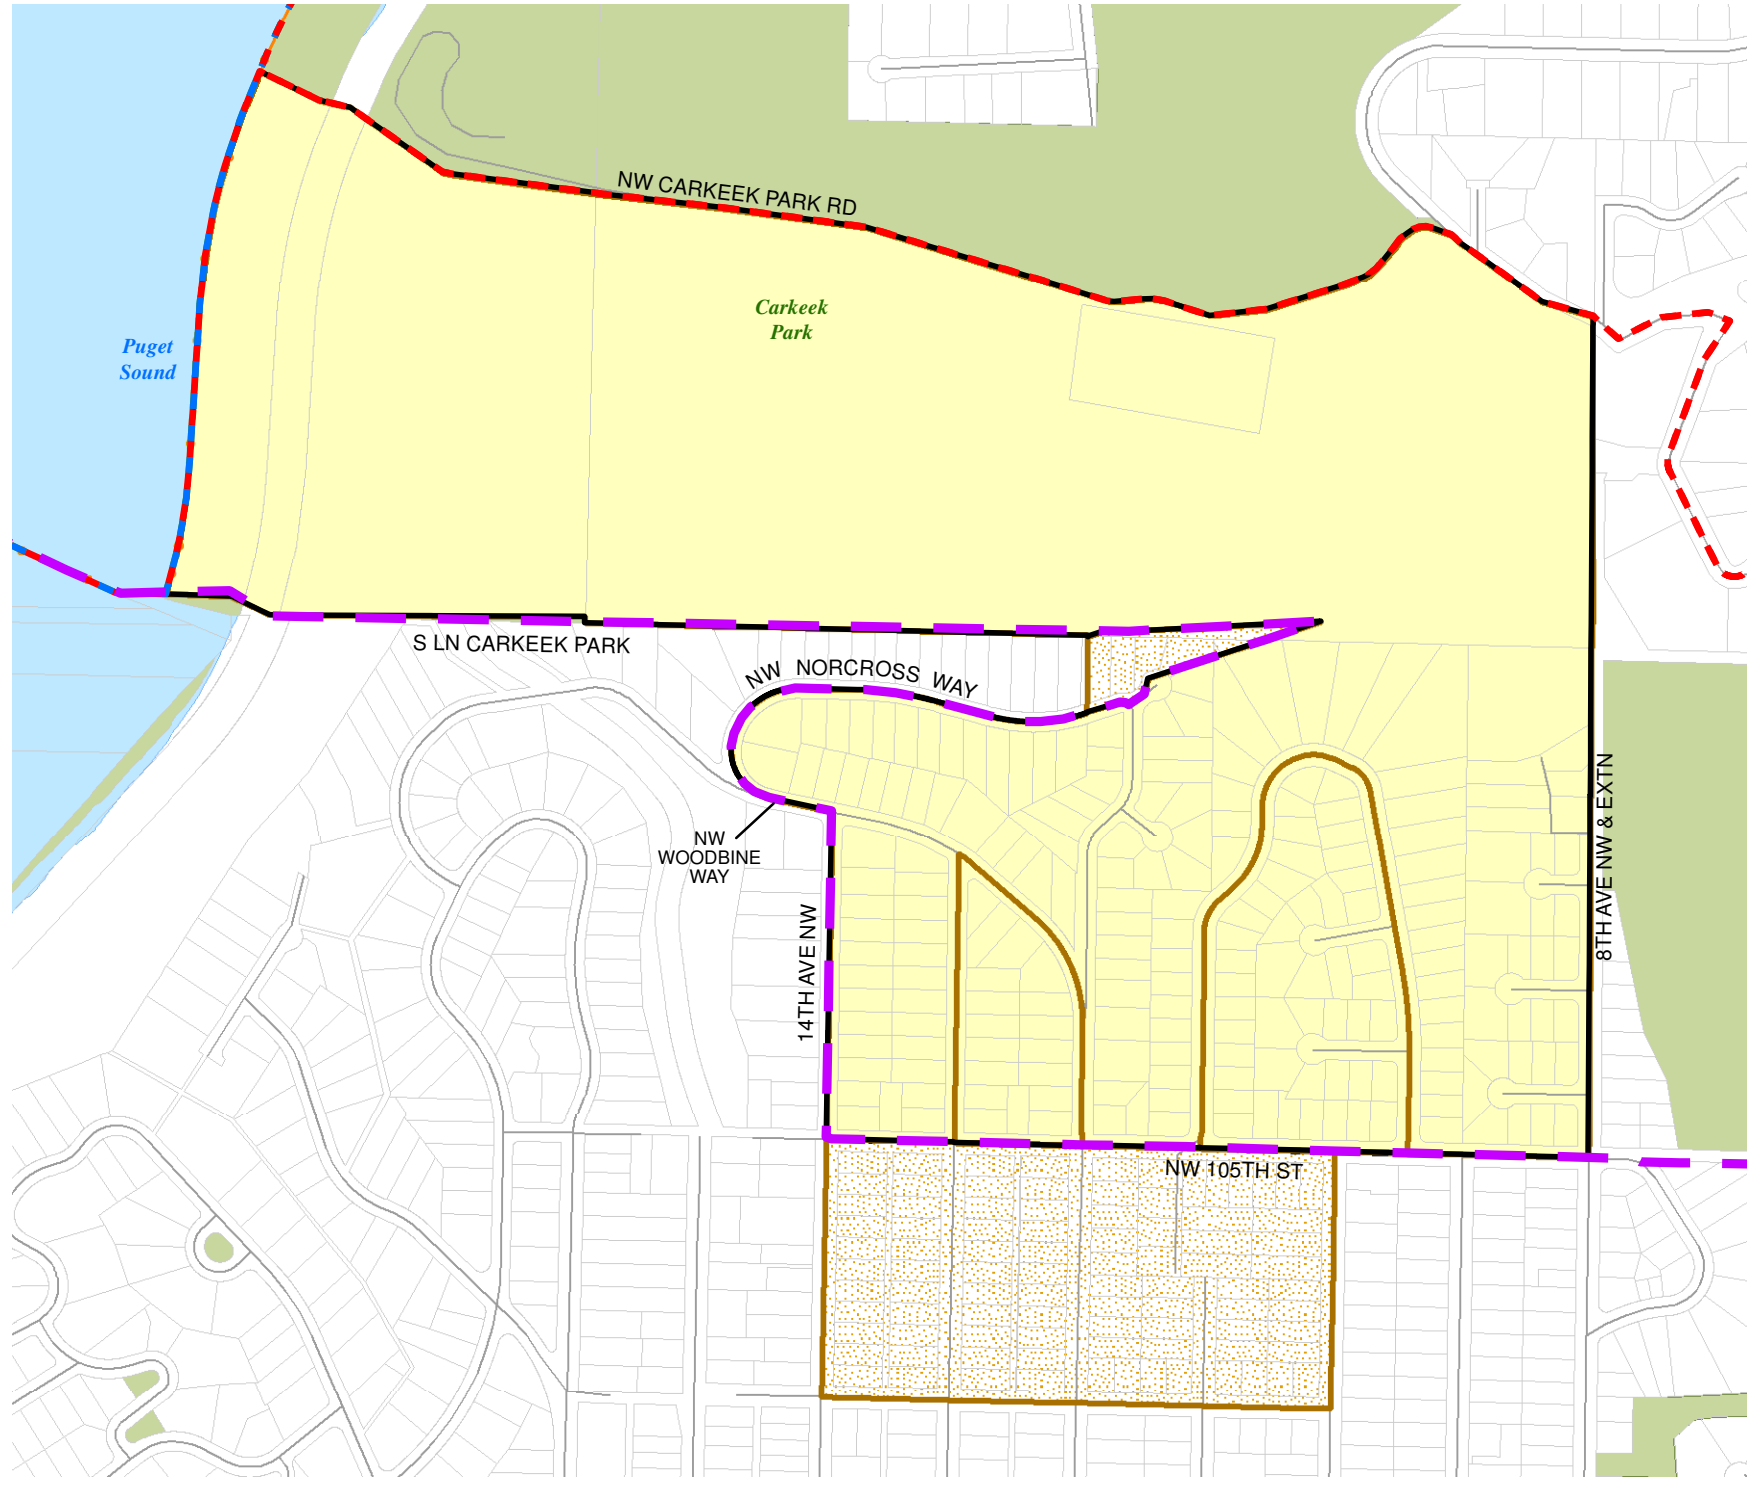 NW CARKEEK PARK RD
Carkeek
Park
Puget
Sound
S LN CARKEEK PARK
NW NORCROSS WAY
NW
WOODBINE
WAY
14TH AVE NW
8TH AVE NW & EXTN
NW 105TH ST